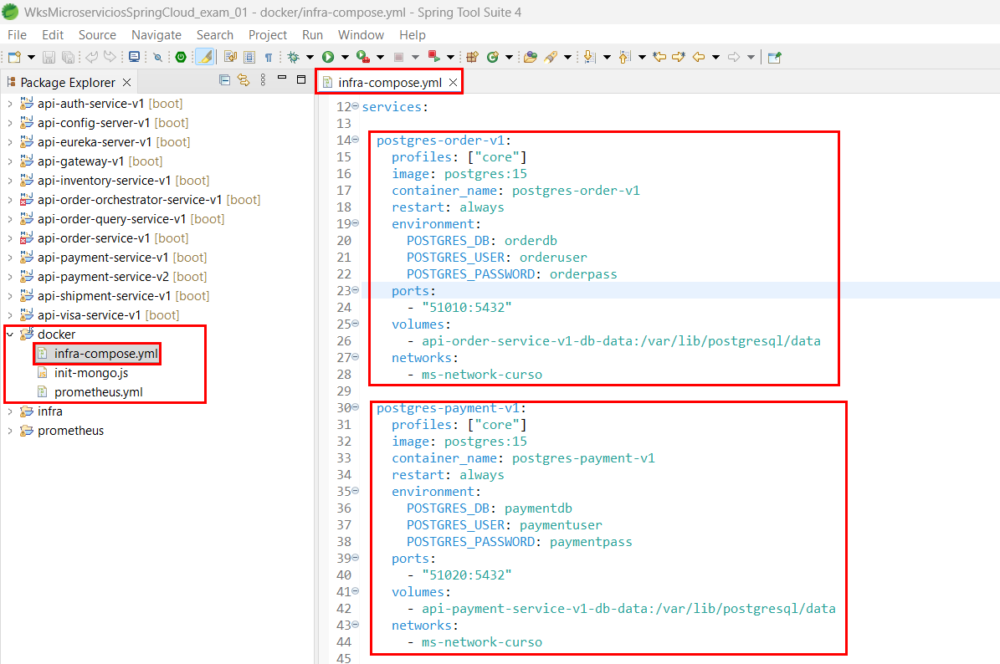 WksMicroserviciosSpringCloud_exam_01 - docker/infra-compose.yml - Spring Tool Suite 4
File Edit Source Navigate Search Project Run Window Help
Package Explorer
api-auth-service-v1 [boot]
api-config-server-v1 [boot]
api-eureka-server-v1 [boot]
api-gateway-v1 [boot]
api-inventory-service-v1 [boot]
api-order-orchestrator-service-v1 [boot]
api-order-query-service-v1 [boot]
api-order-service-v1 [boot]
api-payment-service-v1 [boot]
api-payment-service-v2 [boot]
api-shipment-service-v1 [boot]
api-visa-service-v1 [boot]
docker
infra-compose.yml
init-mongo.js
prometheus.yml
infra
prometheus
infra-compose.yml
12 services:
13
14 postgres-order-v1:
15 profiles: ["core"]
16 image: postgres:15
17 container_name: postgres-order-v1
18 restart: always
19 environment:
20 POSTGRES_DB: orderdb
21 POSTGRES_USER: orderuser
22 POSTGRES_PASSWORD: orderpass
23 ports:
24 - "51010:5432"
25 volumes:
26 - api-order-service-v1-db-data:/var/lib/postgresql/data
27 networks:
28 - ms-network-curso
29
30 postgres-payment-v1:
31 profiles: ["core"]
32 image: postgres:15
33 container_name: postgres-payment-v1
34 restart: always
35 environment:
36 POSTGRES_DB: paymentdb
37 POSTGRES_USER: paymentuser
38 POSTGRES_PASSWORD: paymentpass
39 ports:
40 - "51020:5432"
41 volumes:
42 - api-payment-service-v1-db-data:/var/lib/postgresql/data
43 networks:
44 - ms-network-curso
45